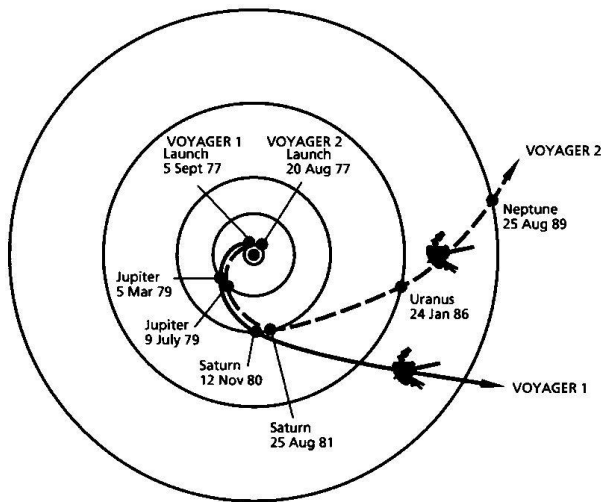 VOYAGER 1
Launch
5 Sept 77
VOYAGER 2
Launch
20 Aug 77
VOYAGER 2
Neptune
25 Aug 89
Jupiter
5 Mar 79
Jupiter
9 July 79
Uranus
24 Jan 86
Saturn
12 Nov 80
VOYAGER 1
Saturn
25 Aug 81